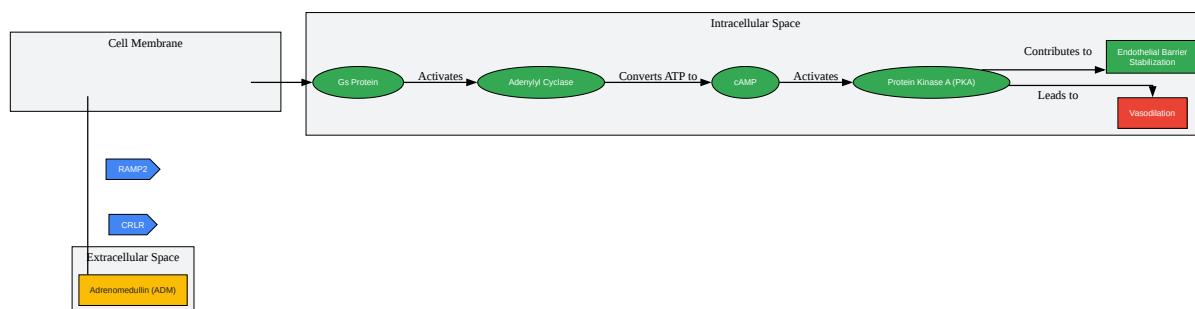 Intracellular Space
Cell Membrane
Contributes to
Endothelial Barrier
Stabilization
Gs Protein
Activates
Adenylyl Cyclase
Converts ATP to
cAMP
Activates
Protein Kinase A (PKA)
Leads to
Vasodilation
RAMP2
CRLR
Extracellular Space
Adrenomedullin (ADM)